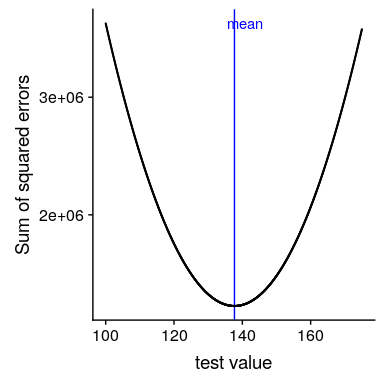 mean
3e+06
2e+06
Sum of squared errors
100 120 140 160
test value